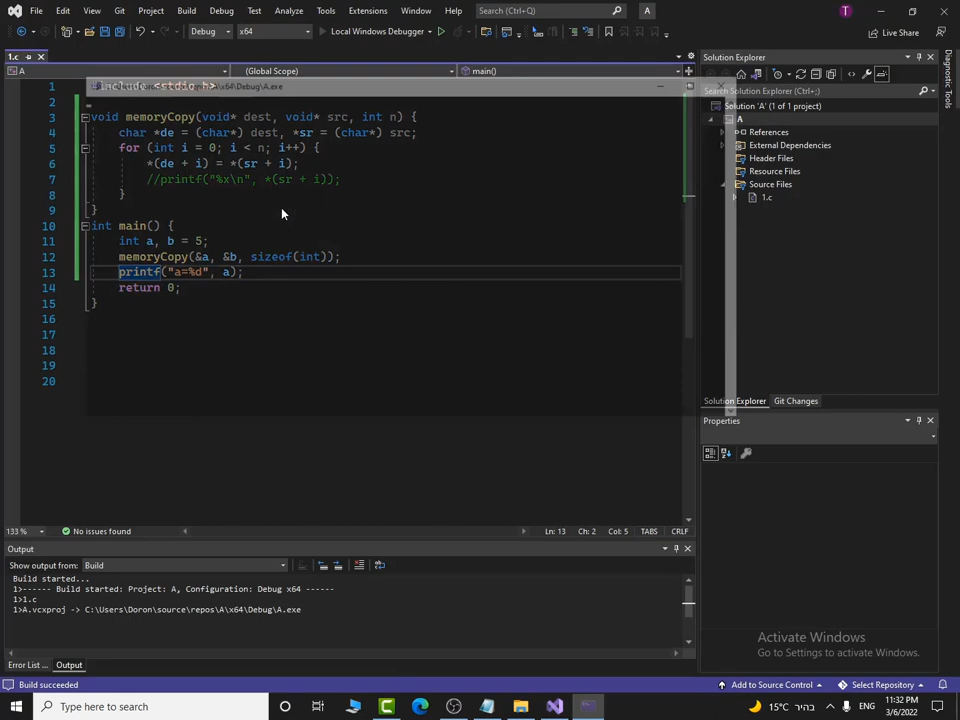 File Edit View Git Project Build Debug Test Analyze Tools Extensions Window Help Search (Ctrl+Q) A T
Debug x64 Local Windows Debugger Live Share
1.c
A (Global Scope) main()
1 include <stdio.h>
2
3 void memoryCopy(void* dest, void* src, int n) {
4 char *de = (char*) dest, *sr = (char*) src;
5 for (int i = 0; i < n; i++) {
6 *(de + i) = *(sr + i);
7 //printf("%x\n", *(sr + i));
8 }
9 }
10 int main() {
11 int a, b = 5;
12 memoryCopy(&a, &b, sizeof(int));
13 printf("a=%d", a);
14 return 0;
15 }
16
17
18
19
20
133 % No issues found Ln: 13 Ch: 2 Col: 5 TABS CRLF
Output
Show output from: Build
Build started...
1>------ Build started: Project: A, Configuration: Debug x64 ------
1>1.c
1>A.vcxproj -> C:\Users\Doron\source\repos\A\x64\Debug\A.exe
Error List ... Output
Build succeeded Add to Source Control Select Repository
Solution Explorer
Search Solution Explorer (Ctrl+;)
Solution 'A' (1 of 1 project)
A
References
External Dependencies
Header Files
Resource Files
Source Files
1.c
Solution Explorer Git Changes
Properties
Diagnostic Tools
Activate Windows
Go to Settings to activate Windows.
Type here to search
15°C בהיר ENG 11:32 PM
3/6/2022